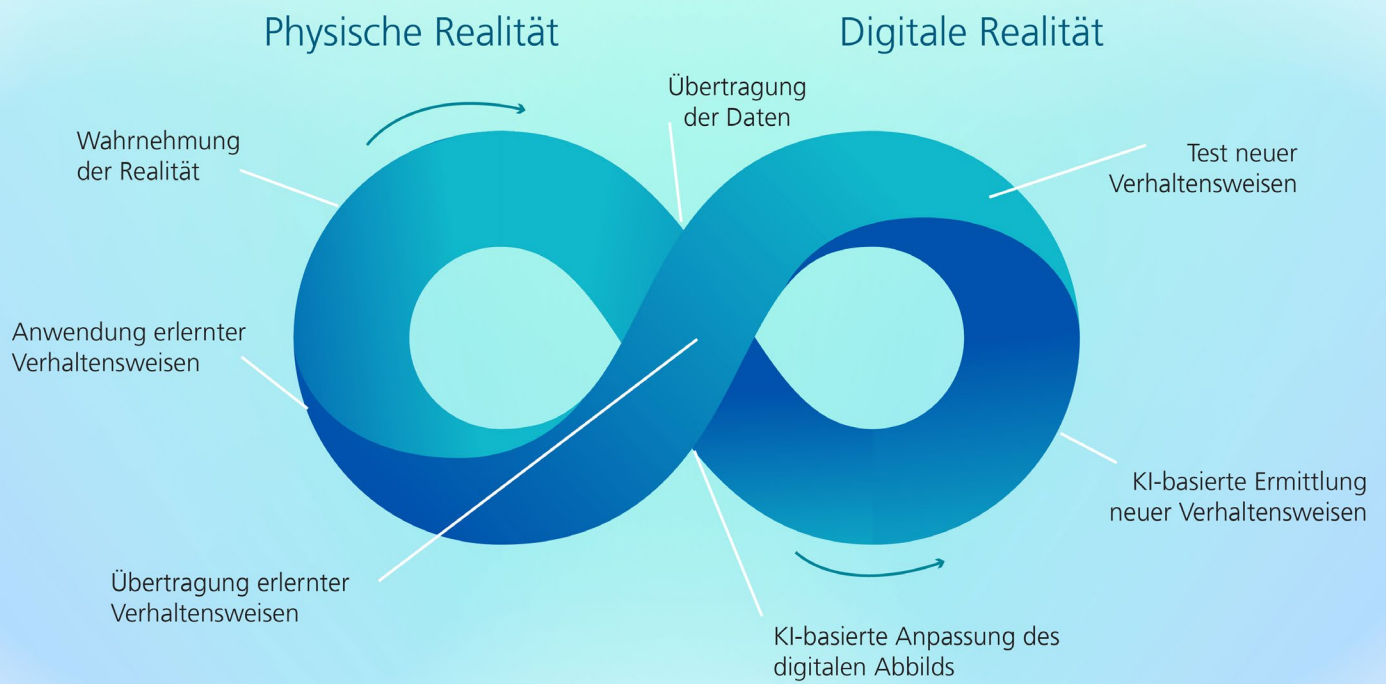 Physische Realität
Digitale Realität
Übertragung
der Daten
Wahrnehmung
der Realität
Test neuer
Verhaltensweisen
Anwendung erlernter
Verhaltensweisen
KI-basierte Ermittlung
neuer Verhaltensweisen
Übertragung erlernter
Verhaltensweisen
KI-basierte Anpassung des
digitalen Abbilds